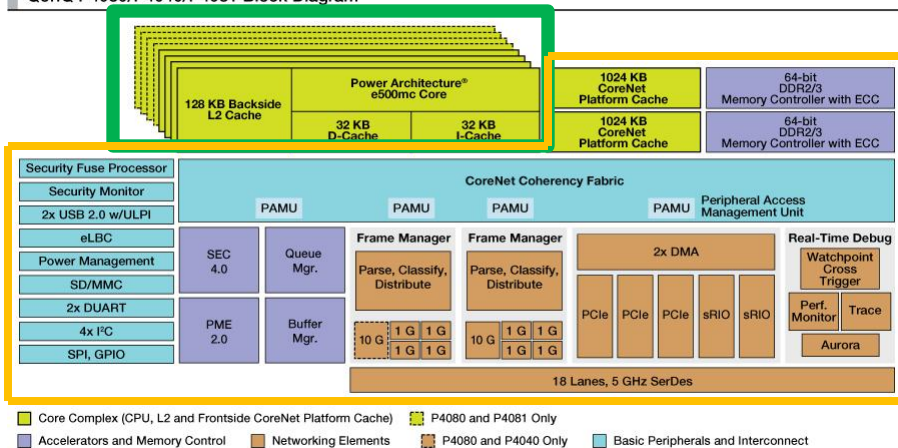 QorIQ P4080/P4040/P4081 Block Diagram
128 KB Backside
L2 Cache
Power Architecture®
e500mc Core
32 KB
D-Cache
32 KB
I-Cache
1024 KB
CoreNet
Platform Cache
64-bit
DDR2/3
Memory Controller with ECC
1024 KB
CoreNet
Platform Cache
64-bit
DDR2/3
Memory Controller with ECC
Security Fuse Processor
Security Monitor
2x USB 2.0 w/ULPI
eLBC
Power Management
SD/MMC
2x DUART
4x I²C
SPI, GPIO
CoreNet Coherency Fabric
PAMU
PAMU
PAMU
PAMU
Peripheral Access
Management Unit
SEC
4.0
Queue
Mgr.
PME
2.0
Buffer
Mgr.
Frame Manager
Parse, Classify,
Distribute
10 G
1 G 1 G
1 G 1 G
Frame Manager
Parse, Classify,
Distribute
10 G
1 G 1 G
1 G 1 G
2x DMA
PCIe
PCIe
PCIe
sRIO
sRIO
Real-Time Debug
Watchpoint
Cross
Trigger
Perf.
Monitor
Trace
Aurora
18 Lanes, 5 GHz SerDes
Core Complex (CPU, L2 and Frontside CoreNet Platform Cache)
P4080 and P4081 Only
Accelerators and Memory Control
Networking Elements
P4080 and P4040 Only
Basic Peripherals and Interconnect